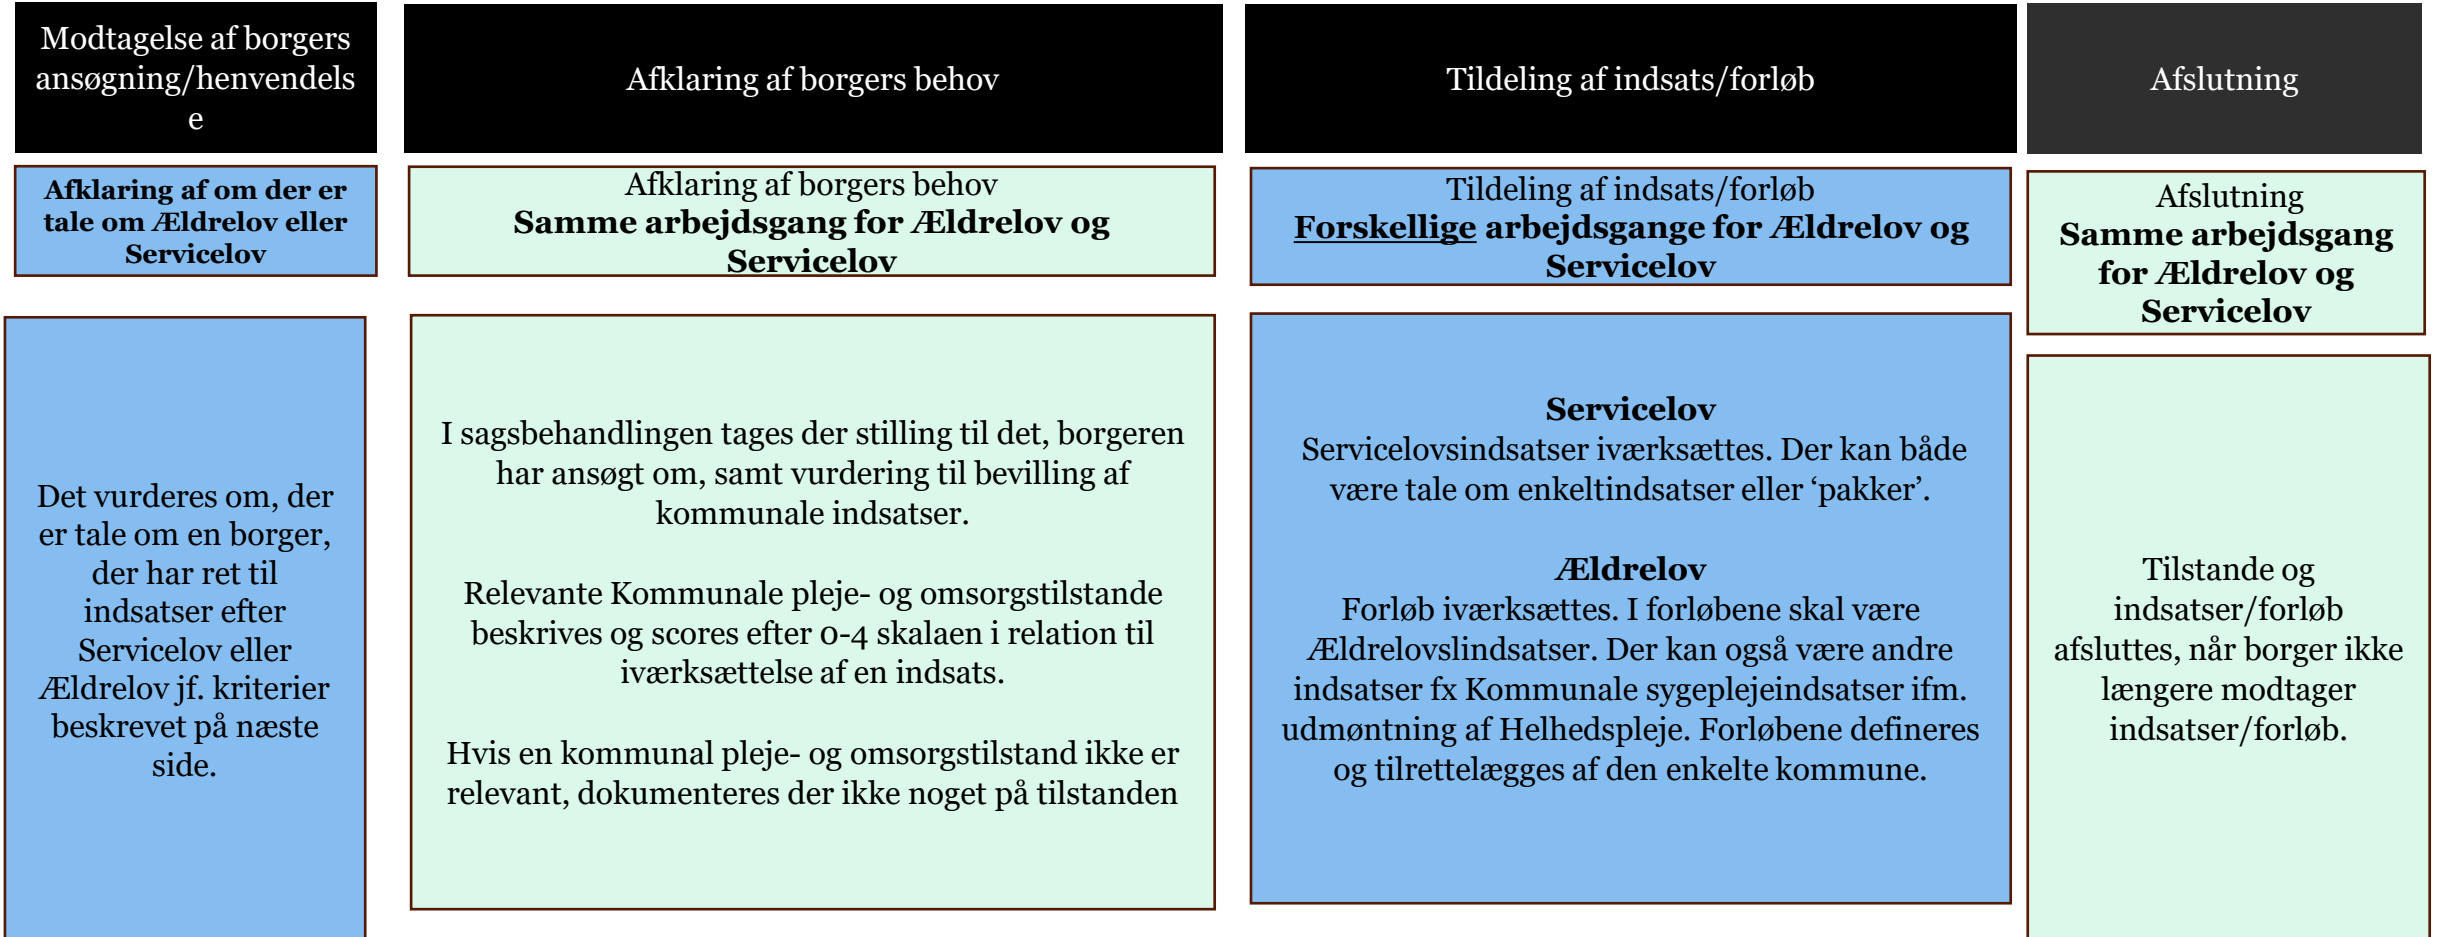 Modtagelse af borgers
ansøgning/henvendels
e
Afklaring af borgers behov
Tildeling af indsats/forløb
Afslutning
Afklaring af om der er
tale om Ældrelov eller
Servicelov
Afklaring af borgers behov
Samme arbejdsgang for Ældrelov og
Servicelov
Tildeling af indsats/forløb
Forskellige arbejdsgange for Ældrelov og
Servicelov
Afslutning
Samme arbejdsgang
for Ældrelov og
Servicelov
Det vurderes om, der
er tale om en borger,
der har ret til
indsatser efter
Servicelov eller
Ældrelov jf. kriterier
beskrevet på næste
side.
I sagsbehandlingen tages der stilling til det, borgeren
har ansøgt om, samt vurdering til bevilling af
kommunale indsatser.
Relevante Kommunale pleje- og omsorgstilstande
beskrives og scores efter 0-4 skalaen i relation til
iværksættelse af en indsats.
Hvis en kommunal pleje- og omsorgstilstand ikke er
relevant, dokumenteres der ikke noget på tilstanden
Servicelov
Servicelovsindsatser iværksættes. Der kan både
være tale om enkeltindsatser eller ‘pakker’.
Ældrelov
Forløb iværksættes. I forløbene skal være
Ældrelovslindsatser. Der kan også være andre
indsatser fx Kommunale sygeplejeindsatser ifm.
udmøntning af Helhedspleje. Forløbene defineres
og tilrettelægges af den enkelte kommune.
Tilstande og
indsatser/forløb
afsluttes, når borger ikke
længere modtager
indsatser/forløb.